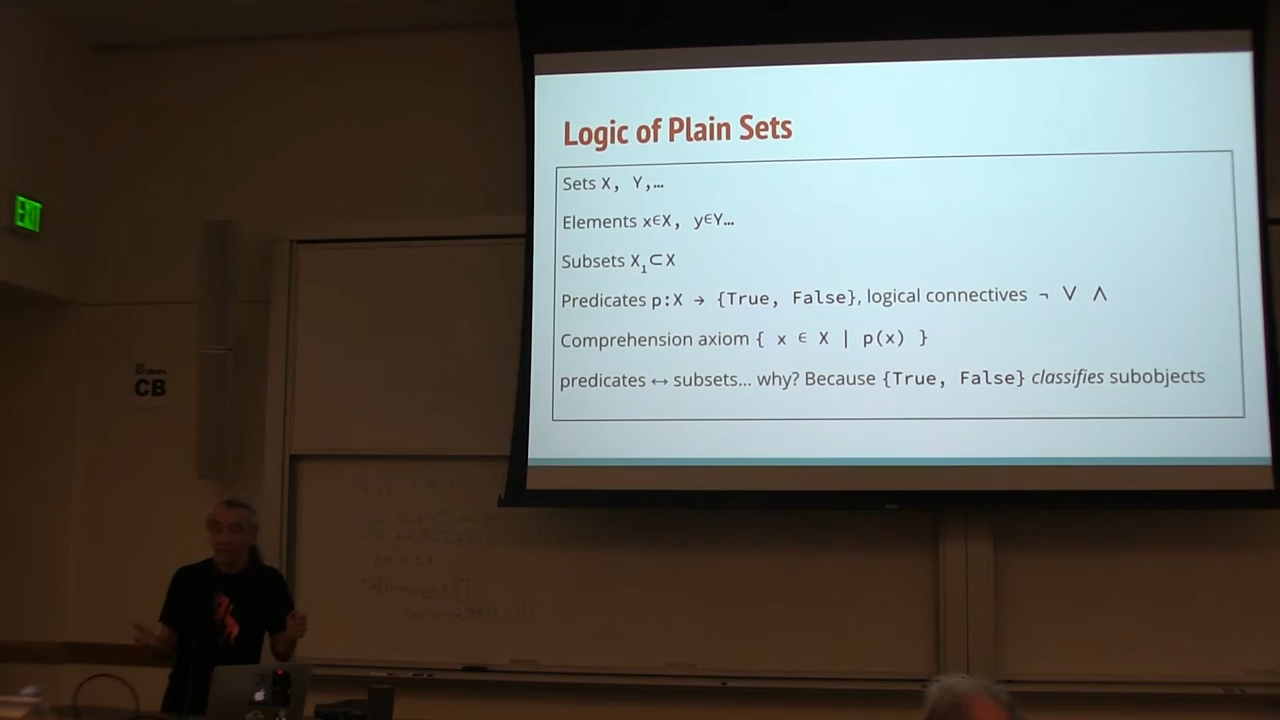 Logic of Plain Sets
Sets X, Y,…
Elements x∈X, y∈Y…
Subsets X₁⊂X
Predicates p:X → {True, False}, logical connectives ¬ ∨ ∧
Comprehension axiom { x ∈ X | p(x) }
predicates ↔ subsets… why? Because {True, False} classifies subobjects
EXIT
CB